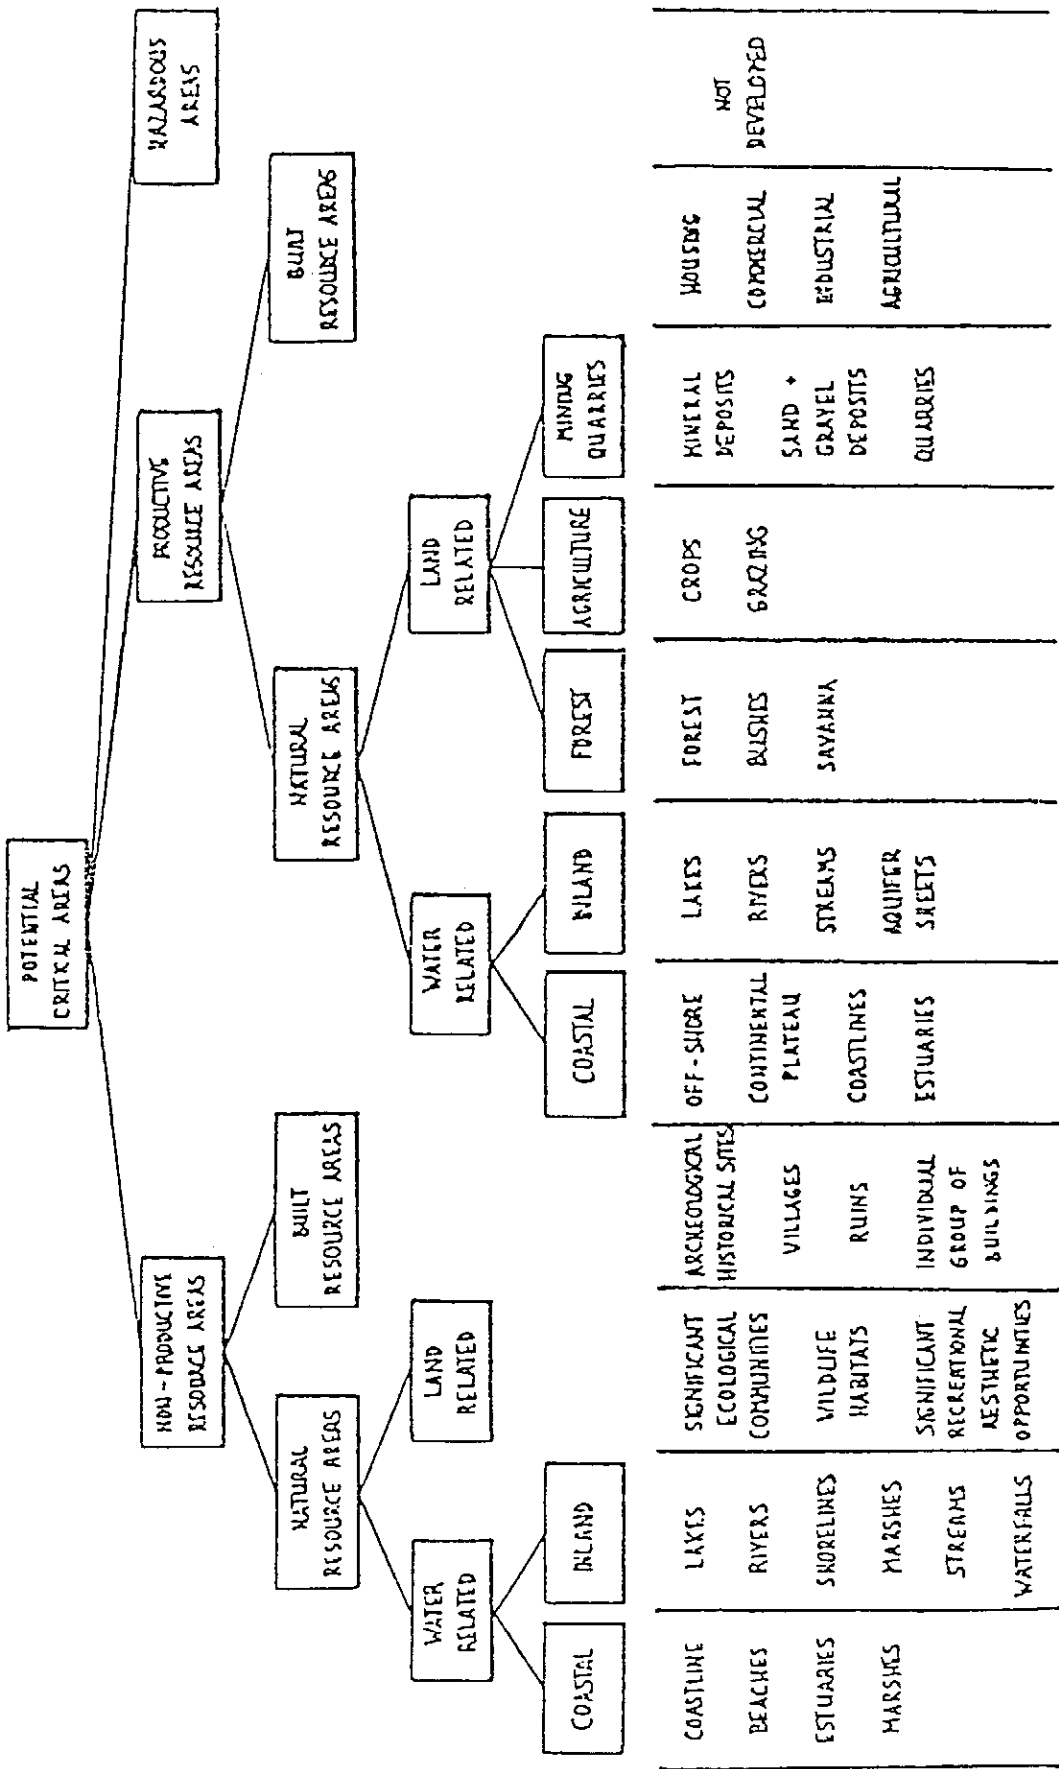 POTENTIAL
CRITICAL AREAS
NON-PRODUCTIVE
RESOURCE AREAS
PRODUCTIVE
RESOURCE AREAS
HAZARDOUS
AREAS
NATURAL
RESOURCE AREAS
BUILT
RESOURCE AREAS
NATURAL
RESOURCE AREAS
BUILT
RESOURCE AREAS
WATER
RELATED
LAND
RELATED
WATER
RELATED
LAND
RELATED
COASTAL
INLAND
COASTAL
INLAND
FOREST
AGRICULTURE
MINING
QUARRIES
COASTLINE
BEACHES
ESTUARIES
MARSHES
LAKES
RIVERS
SHORELINES
MARSHES
STREAMS
WATERFALLS
SIGNIFICANT
ECOLOGICAL
COMMUNITIES
WILDLIFE
HABITATS
SIGNIFICANT
RECREATIONAL
AESTHETIC
OPPORTUNITIES
ARCHEOLOGICAL
HISTORICAL SITES
VILLAGES
RUINS
INDIVIDUAL
GROUP OF
BUILDINGS
OFF-SHORE
CONTINENTAL
PLATEAU
COASTLINES
ESTUARIES
LAKES
RIVERS
STREAMS
AQUIFER
SHEETS
FOREST
BUSHES
SAVANNA
CROPS
GRAZING
MINERAL
DEPOSITS
SAND +
GRAVEL
DEPOSITS
QUARRIES
HOUSING
COMMERCIAL
INDUSTRIAL
AGRICULTURAL
NOT
DEVELOPED